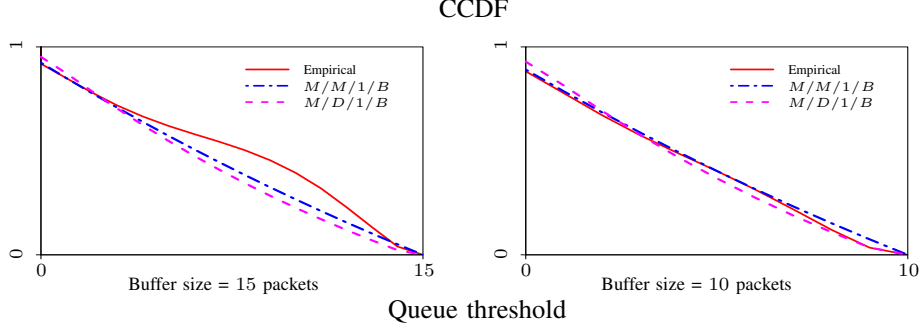 CCDF
1
Empirical
M/M/1/B
M/D/1/B
0
0
15
Buffer size = 15 packets
1
Empirical
M/M/1/B
M/D/1/B
0
0
10
Buffer size = 10 packets
Queue threshold